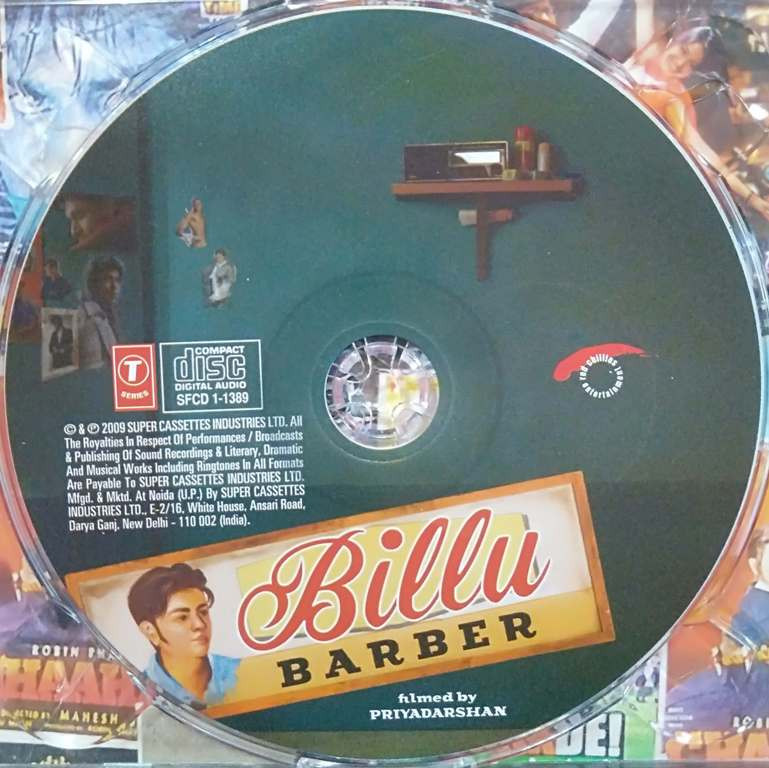 T
SERIES
COMPACT
disc
DIGITAL AUDIO
SFCD 1-1389
red chillies
entertainment
© & ℗ 2009 SUPER CASSETTES INDUSTRIES LTD. All
The Royalties In Respect Of Performances / Broadcasts
& Publishing Of Sound Recordings & Literary, Dramatic
And Musical Works Including Ringtones In All Formats
Are Payable To SUPER CASSETTES INDUSTRIES LTD.
Mfgd. & Mktd. At Noida (U.P.) By SUPER CASSETTES
INDUSTRIES LTD., E-2/16, White House, Ansari Road,
Darya Ganj, New Delhi - 110 002 (India).
Billu
BARBER
filmed by
PRIYADARSHAN
ROBIN
MAHESH
DE!